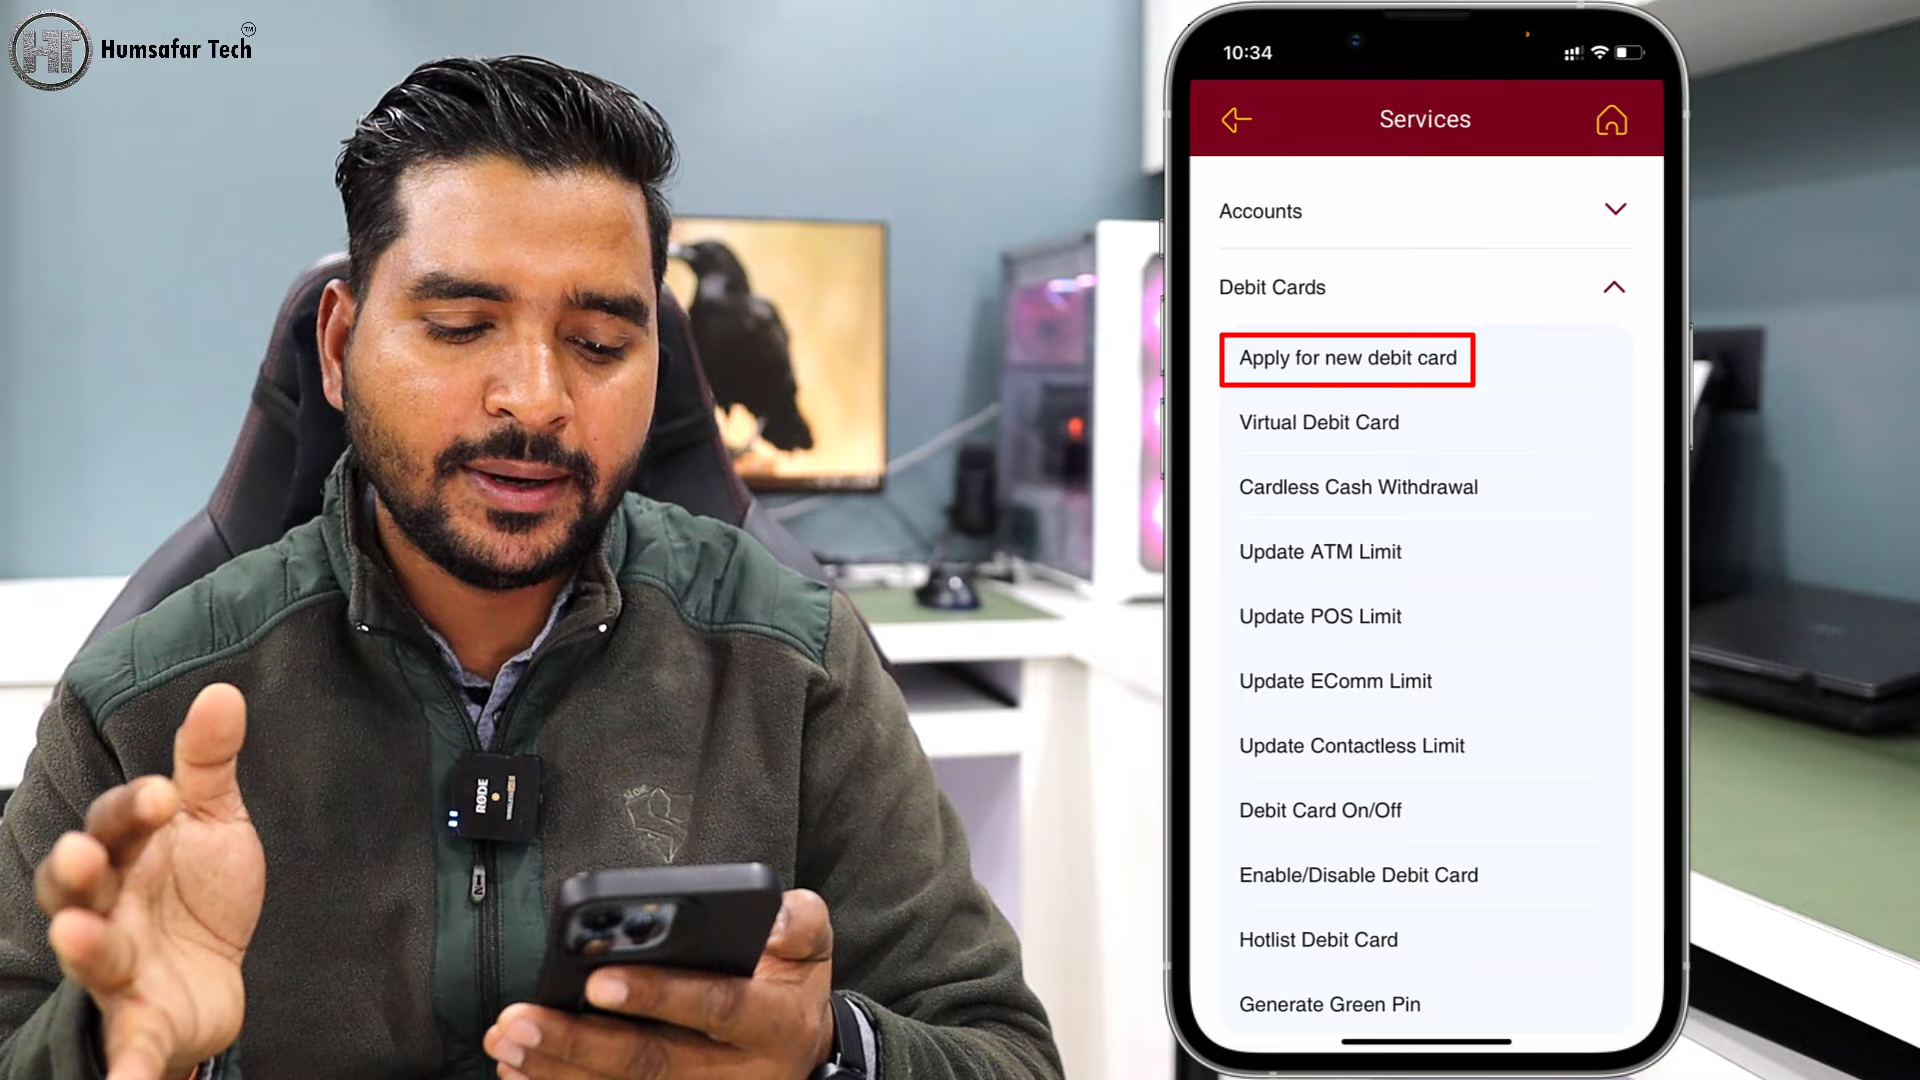 Humsafar Tech
TM
10:34
Services
Accounts
Debit Cards
Apply for new debit card
Virtual Debit Card
Cardless Cash Withdrawal
Update ATM Limit
Update POS Limit
Update EComm Limit
Update Contactless Limit
Debit Card On/Off
Enable/Disable Debit Card
Hotlist Debit Card
Generate Green Pin
RØDE